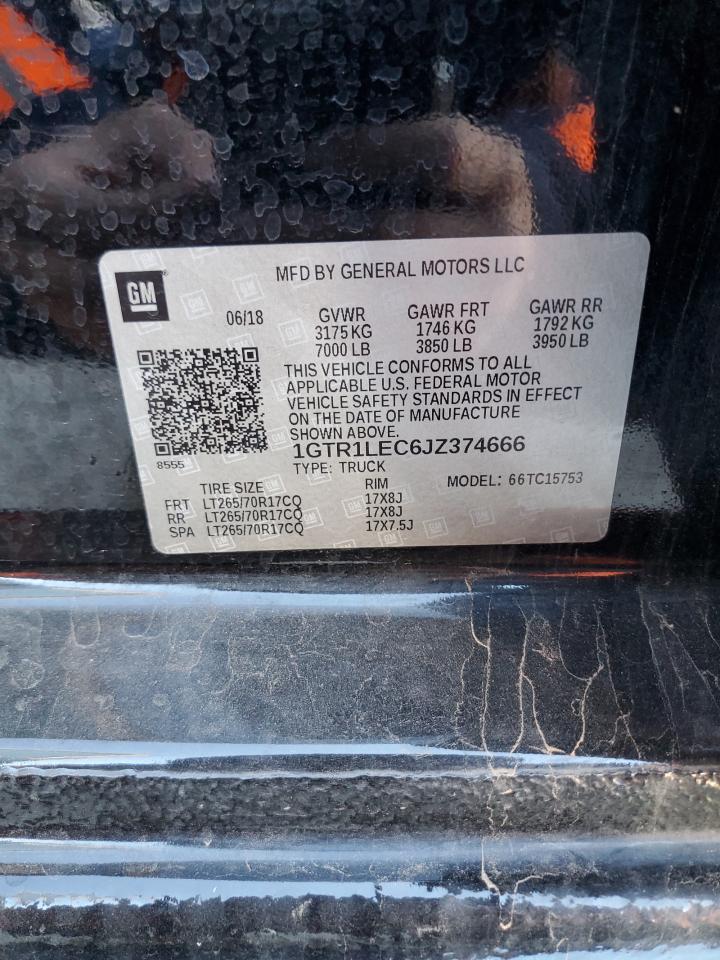 GM
MFD BY GENERAL MOTORS LLC
06/18 GVWR GAWR FRT GAWR RR
3175 KG 1746 KG 1792 KG
7000 LB 3850 LB 3950 LB
THIS VEHICLE CONFORMS TO ALL
APPLICABLE U.S. FEDERAL MOTOR
VEHICLE SAFETY STANDARDS IN EFFECT
ON THE DATE OF MANUFACTURE
SHOWN ABOVE.
8555
1GTR1LEC6JZ374666
TYPE: TRUCK
MODEL: 66TC15753
TIRE SIZE RIM
FRT LT265/70R17CQ 17X8J
RR LT265/70R17CQ 17X8J
SPA LT265/70R17CQ 17X7.5J